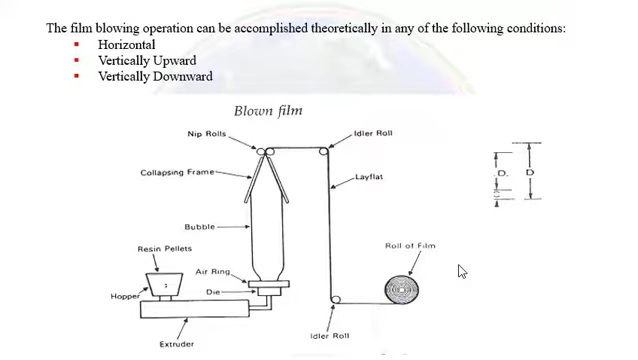 The film blowing operation can be accomplished theoretically in any of the following conditions:
Horizontal
Vertically Upward
Vertically Downward
Blown film
Nip Rolls
Idler Roll
Collapsing Frame
Layflat
D.
D
Bubble
Resin Pellets
Roll of Film
Air Ring
Hopper
Die
Extruder
Idler Roll